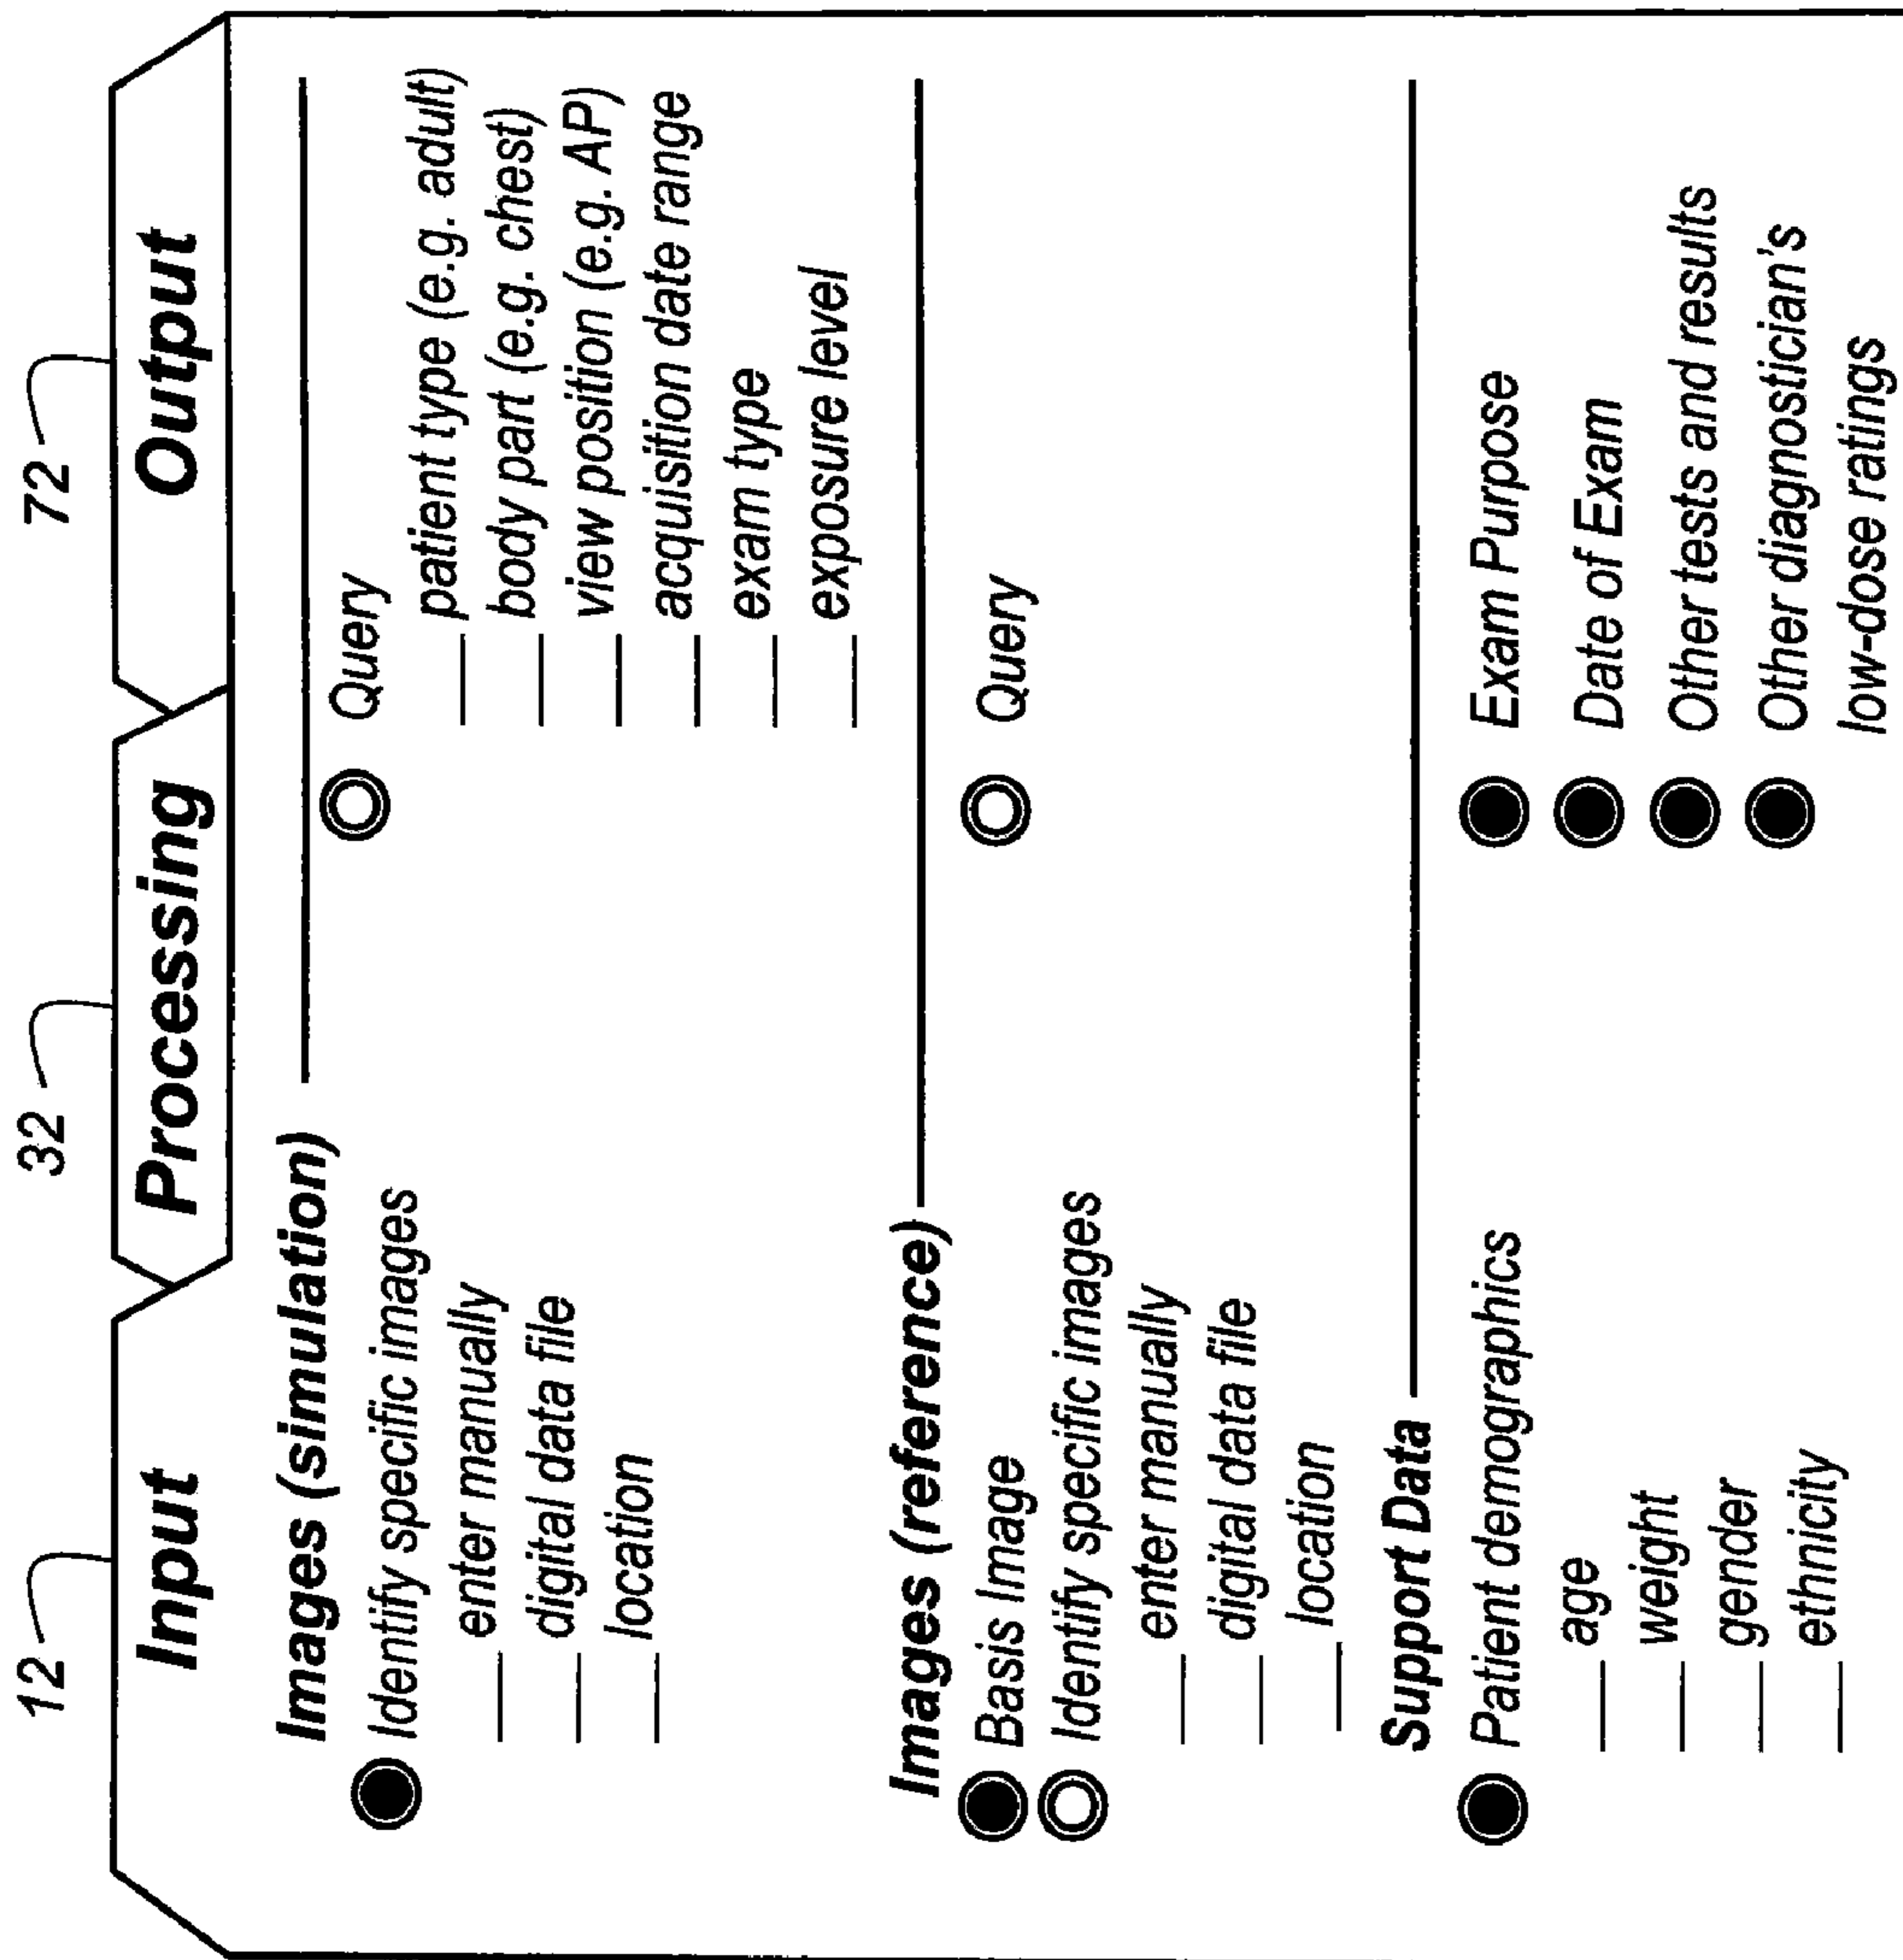 12
32
72
Input
Processing
Output
Images (simulation)
Identify specific images
enter manually
digital data file
location
Query
patient type (e.g. adult)
body part (e.g. chest)
view position (e.g. AP)
acquisition date range
exam type
exposure level
Images (reference)
Basis Image
Identify specific images
enter manually
digital data file
location
Query
Support Data
Patient demographics
age
weight
gender
ethnicity
Exam Purpose
Date of Exam
Other tests and results
Other diagnostician's
low-dose ratings